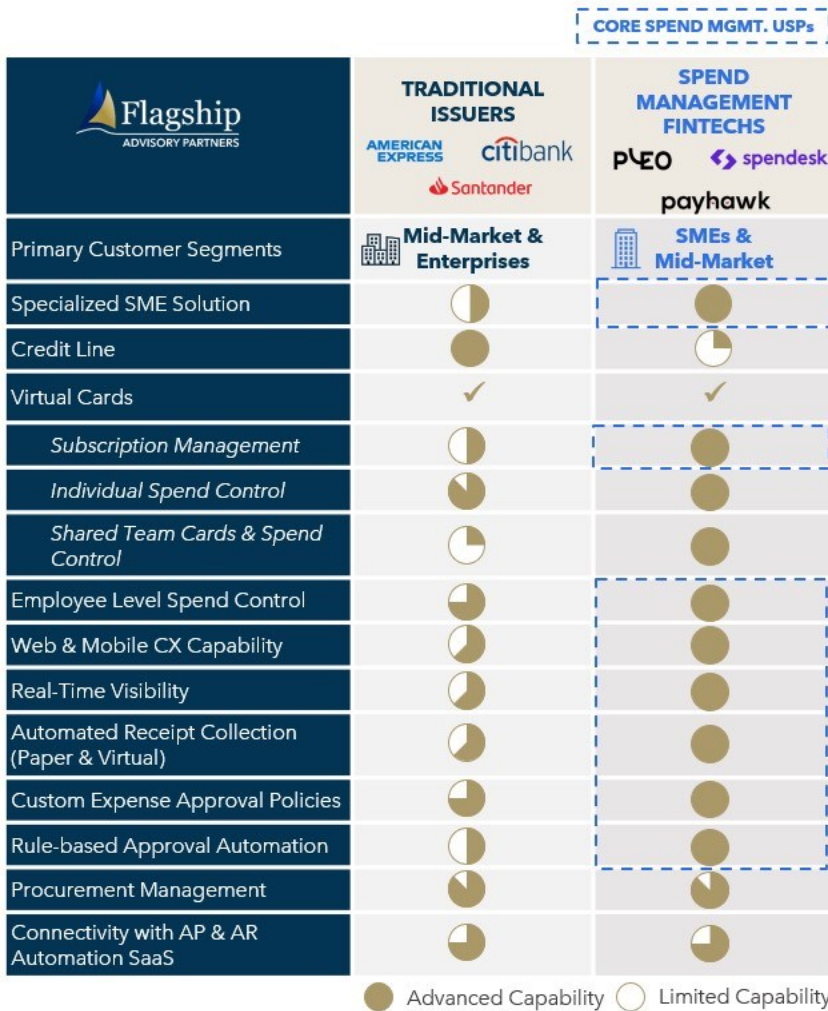 CORE SPEND MGMT. USPs
Flagship
ADVISORY PARTNERS
TRADITIONAL
ISSUERS
AMERICAN
EXPRESS
citibank
Santander
SPEND
MANAGEMENT
FINTECHS
PLEO
spendesk
payhawk
Primary Customer Segments
Mid-Market &
Enterprises
SMEs &
Mid-Market
Specialized SME Solution
Credit Line
Virtual Cards
Subscription Management
Individual Spend Control
Shared Team Cards & Spend
Control
Employee Level Spend Control
Web & Mobile CX Capability
Real-Time Visibility
Automated Receipt Collection
(Paper & Virtual)
Custom Expense Approval Policies
Rule-based Approval Automation
Procurement Management
Connectivity with AP & AR
Automation SaaS
Advanced Capability
Limited Capability